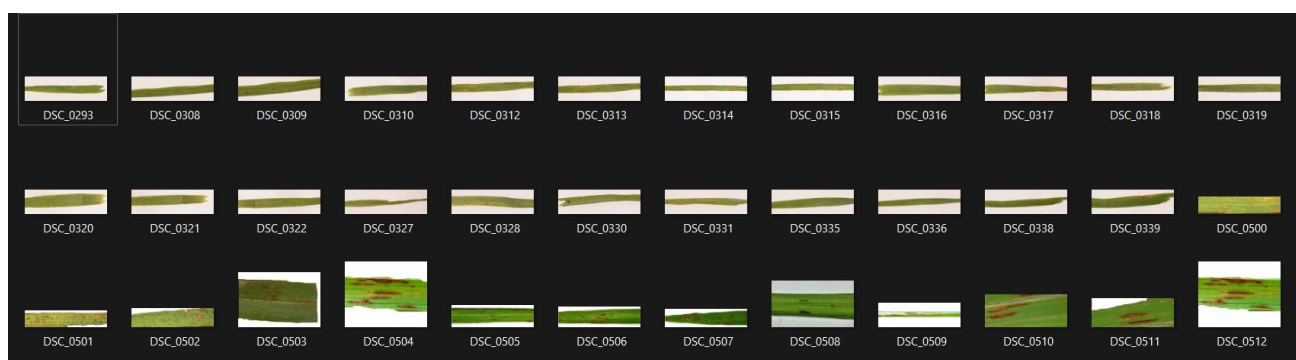 DSC_0293 DSC_0308 DSC_0309 DSC_0310 DSC_0312 DSC_0313 DSC_0314 DSC_0315 DSC_0316 DSC_0317 DSC_0318 DSC_0319
DSC_0320 DSC_0321 DSC_0322 DSC_0327 DSC_0328 DSC_0330 DSC_0331 DSC_0335 DSC_0336 DSC_0338 DSC_0339 DSC_0500
DSC_0501 DSC_0502 DSC_0503 DSC_0504 DSC_0505 DSC_0506 DSC_0507 DSC_0508 DSC_0509 DSC_0510 DSC_0511 DSC_0512